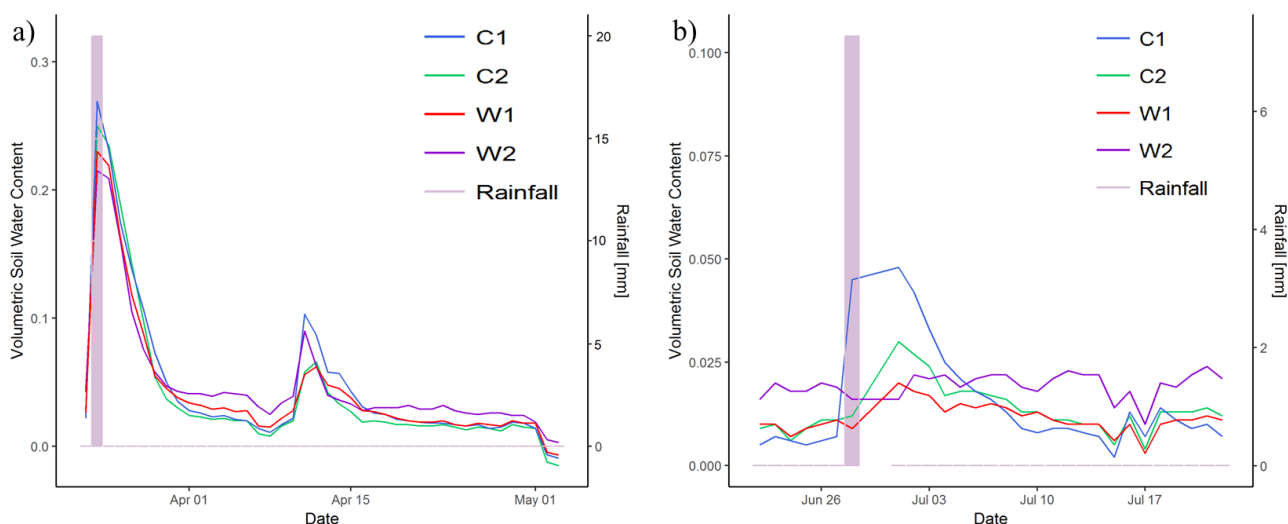 a)
C1
C2
W1
W2
Rainfall
Volumetric Soil Water Content
0.3
0.2
0.1
0.0
20
15
10
5
0
Rainfall [mm]
Apr 01
Apr 15
May 01
Date
b)
C1
C2
W1
W2
Rainfall
Volumetric Soil Water Content
0.100
0.075
0.050
0.025
0.000
6
4
2
0
Rainfall [mm]
Jun 26
Jul 03
Jul 10
Jul 17
Date